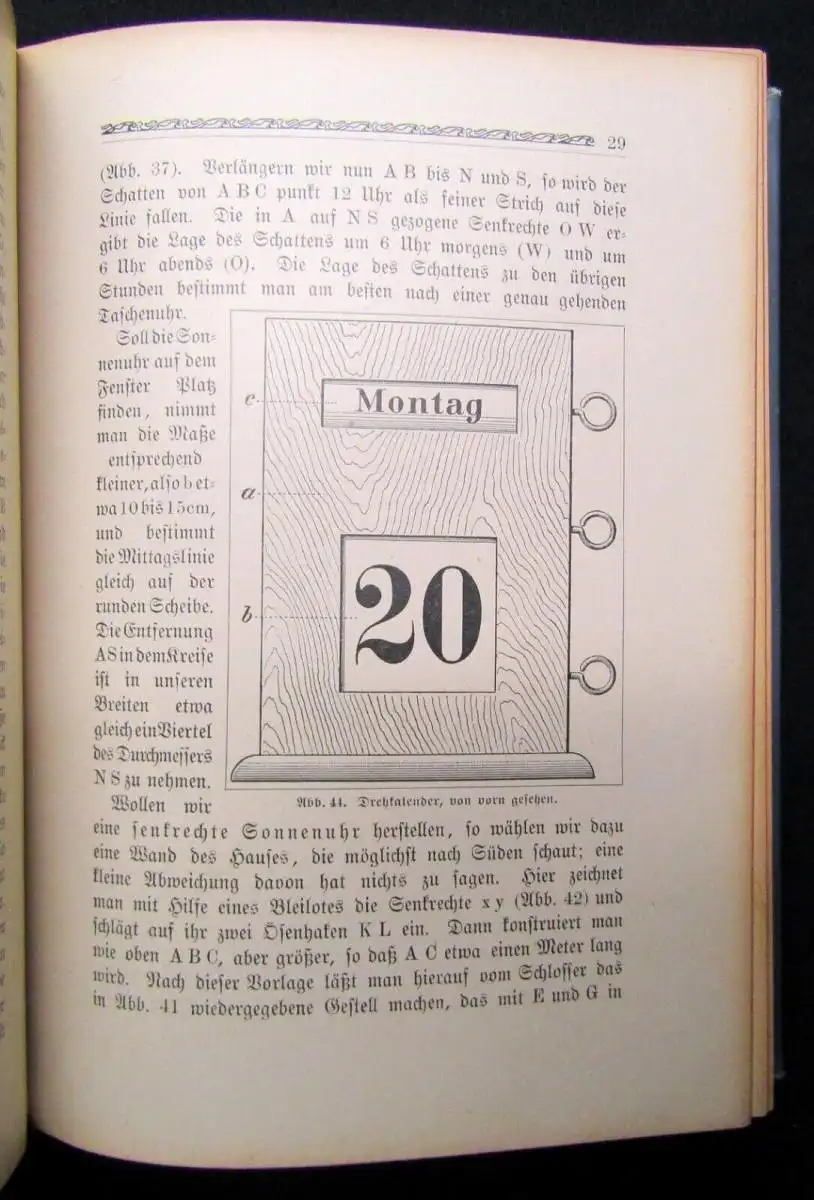 29
(Abb. 37). Verlängern wir nun A B bis N und S, so wird der
Schatten von A B C punkt 12 Uhr als feiner Strich auf diese
Linie fallen. Die in A auf N S gezogene Senkrechte O W er-
gibt die Lage des Schattens um 6 Uhr morgens (W) und um
6 Uhr abends (O). Die Lage des Schattens zu den übrigen
Stunden bestimmt man am besten nach einer genau gehenden
Taschenuhr.
Soll die Son-
nenuhr auf dem
Fenster Platz
finden, nimmt
man die Maße
entsprechend
kleiner, also b et-
wa 10 bis 15 cm,
und bestimmt
die Mittagslinie
gleich auf der
runden Scheibe.
Die Entfernung
AS in dem Kreise
ist in unseren
Breiten etwa
gleich ein Viertel
des Durchmessers
N S zu nehmen.
c
Montag
a
b
20
Abb. 44. Drehkalender, von vorn gesehen.
Wollen wir
eine senkrechte Sonnenuhr herstellen, so wählen wir dazu
eine Wand des Hauses, die möglichst nach Süden schaut; eine
kleine Abweichung davon hat nichts zu sagen. Hier zeichnet
man mit Hilfe eines Bleilotes die Senkrechte x y (Abb. 42) und
schlägt auf ihr zwei Ösenhaken K L ein. Dann konstruiert man
wie oben A B C, aber größer, so daß A C etwa einen Meter lang
wird. Nach dieser Vorlage läßt man hierauf vom Schlosser das
in Abb. 41 wiedergegebene Gestell machen, das mit E und G in